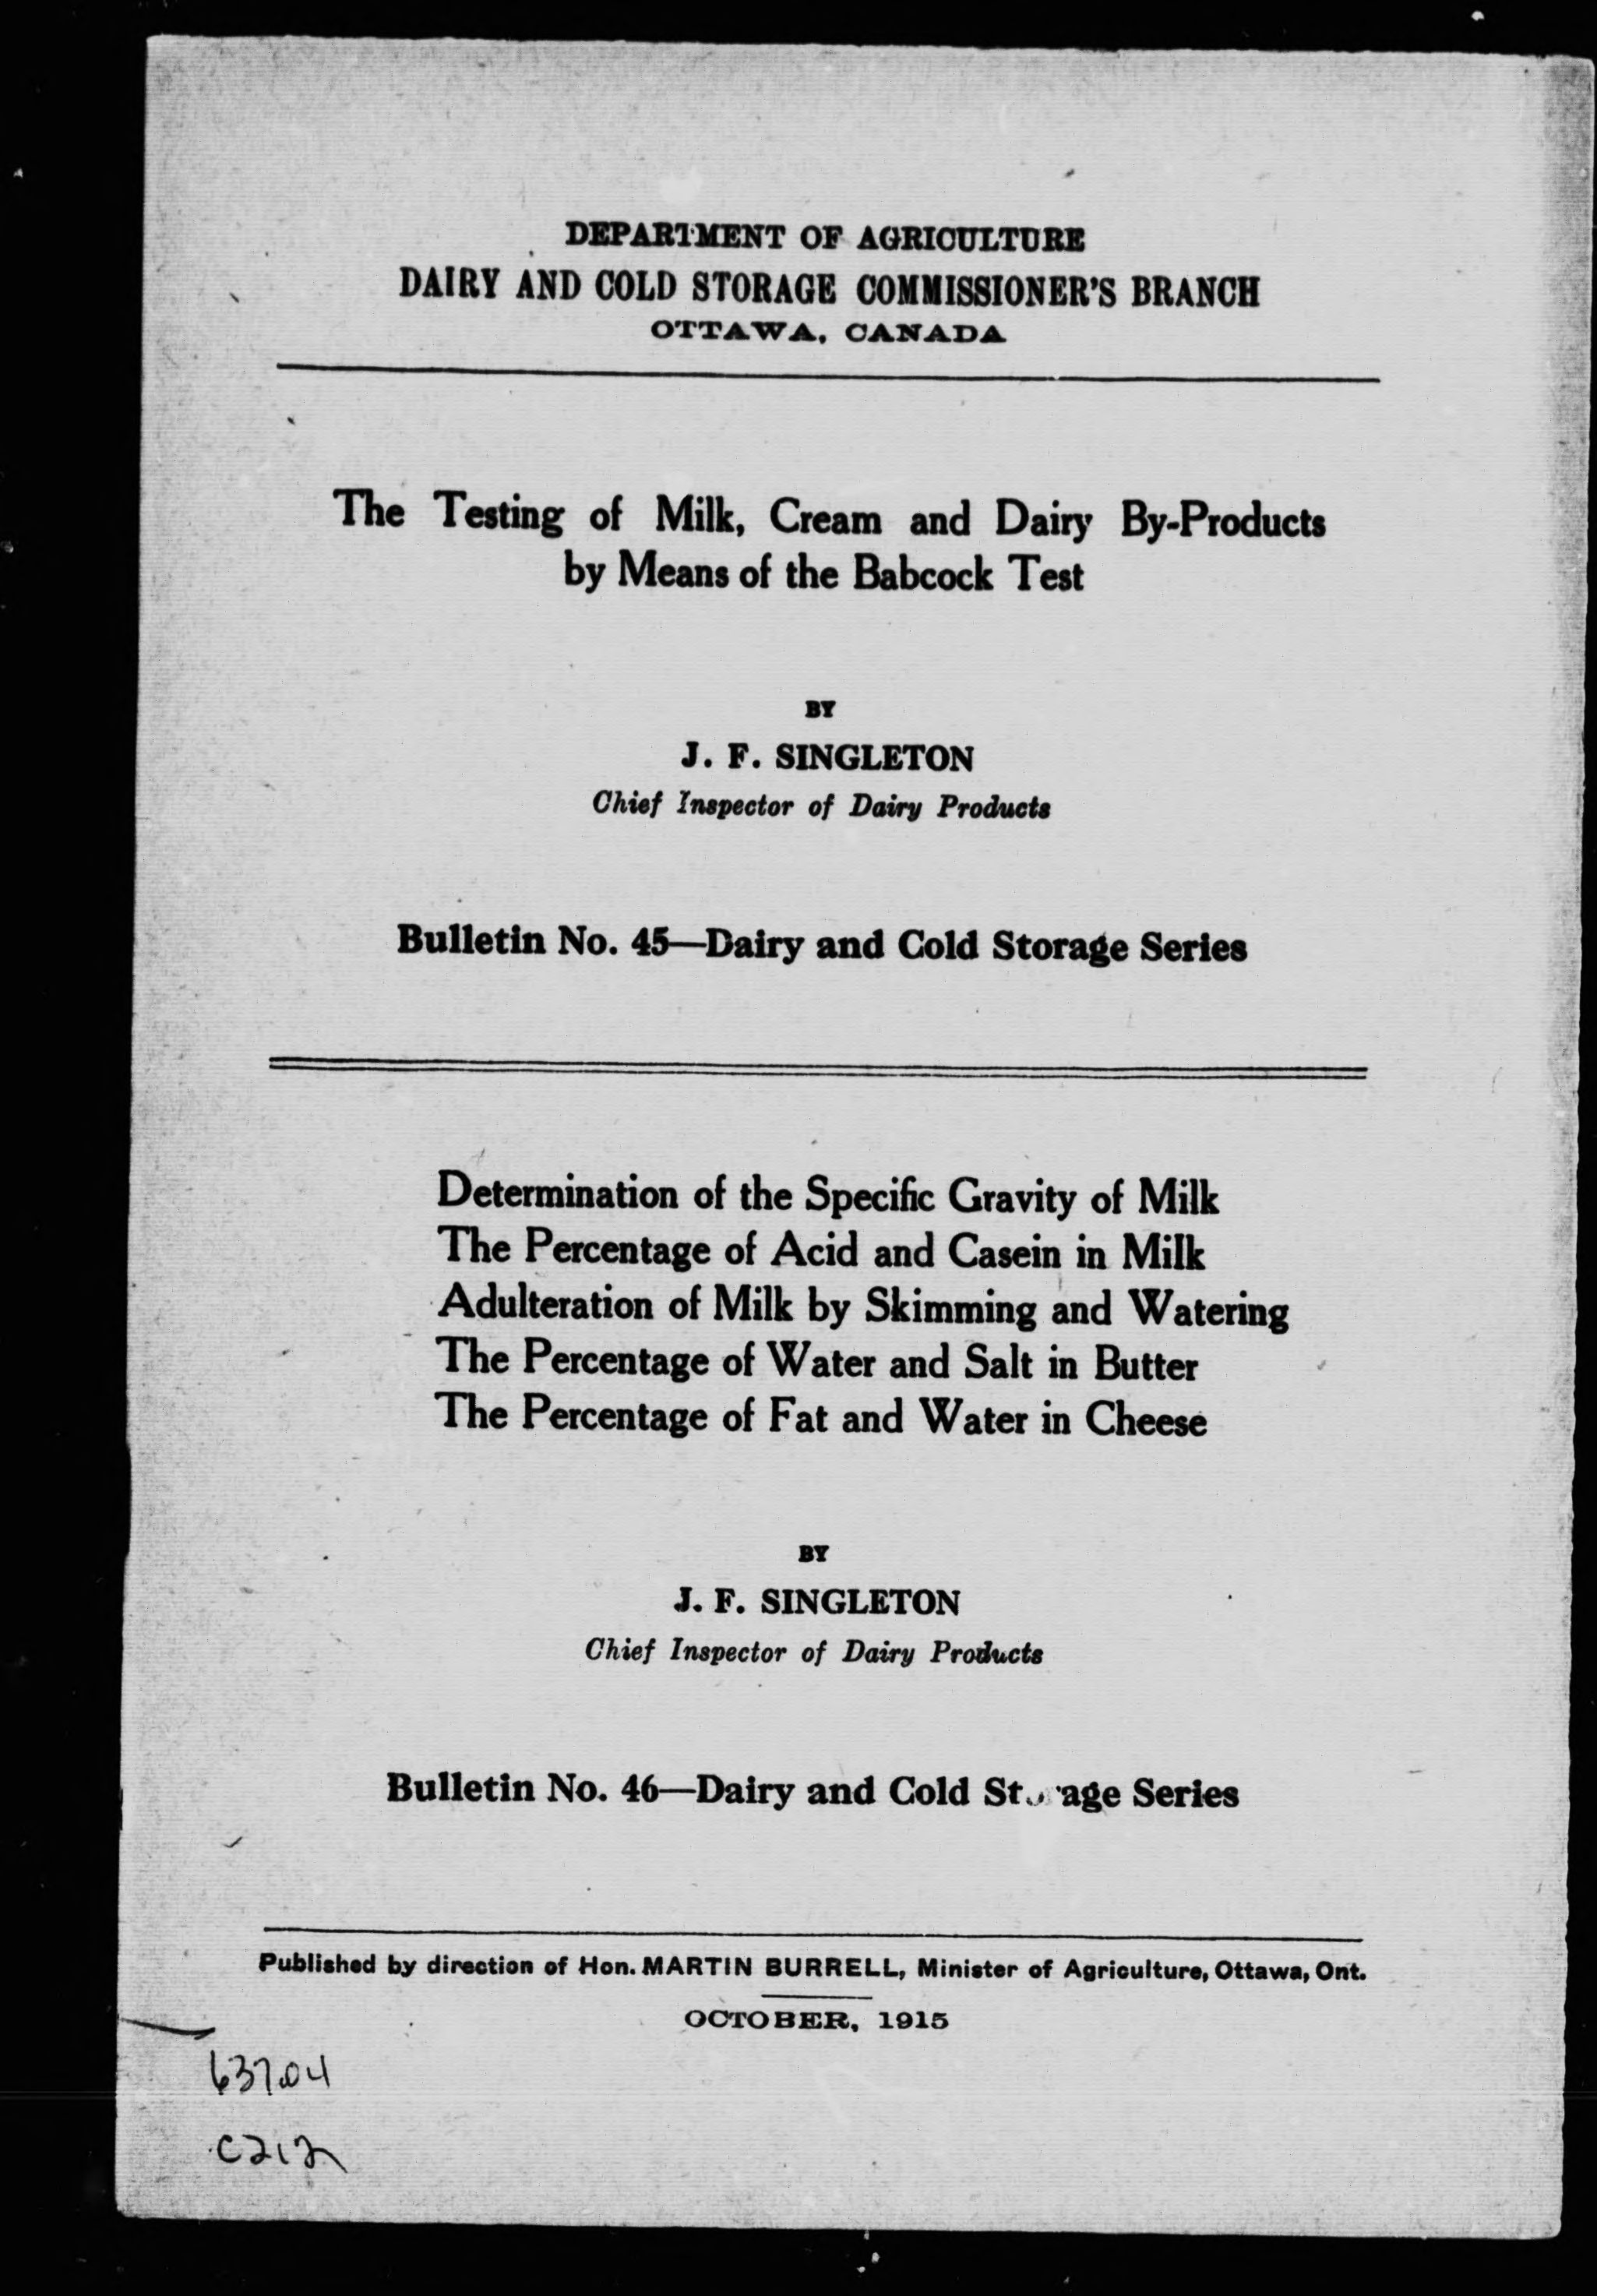 DEPARTMENT OF AGRICULTURE
DAIRY AND COLD STORAGE COMMISSIONER'S BRANCH
OTTAWA, CANADA
The Testing of Milk, Cream and Dairy By-Products
by Means of the Babcock Test
BY
J. F. SINGLETON
Chief Inspector of Dairy Products
Bulletin No. 45—Dairy and Cold Storage Series
Determination of the Specific Gravity of Milk
The Percentage of Acid and Casein in Milk
Adulteration of Milk by Skimming and Watering
The Percentage of Water and Salt in Butter
The Percentage of Fat and Water in Cheese
BY
J. F. SINGLETON
Chief Inspector of Dairy Products
Bulletin No. 46—Dairy and Cold Storage Series
Published by direction of Hon. MARTIN BURRELL, Minister of Agriculture, Ottawa, Ont.
OCTOBER, 1915
637.04
C212